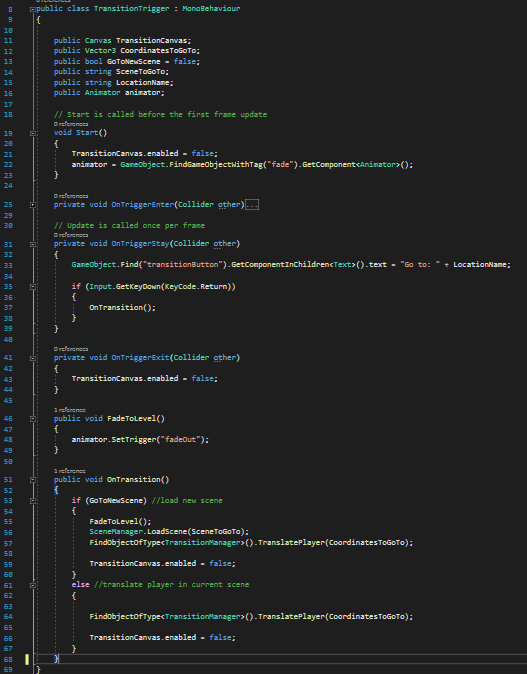 0 references
8 public class TransitionTrigger : MonoBehaviour
9 {
10
11 public Canvas TransitionCanvas;
12 public Vector3 CoordinatesToGoTo;
13 public bool GoToNewScene = false;
14 public string SceneToGoTo;
15 public string LocationName;
16 public Animator animator;
17
18 // Start is called before the first frame update
0 references
19 void Start()
20 {
21 TransitionCanvas.enabled = false;
22 animator = GameObject.FindGameObjectWithTag("fade").GetComponent<Animator>();
23 }
24
0 references
25 private void OnTriggerEnter(Collider other)...
29
30 // Update is called once per frame
0 references
31 private void OnTriggerStay(Collider other)
32 {
33 GameObject.Find("transitionButton").GetComponentInChildren<Text>().text = "Go to: " + LocationName;
34
35 if (Input.GetKeyDown(KeyCode.Return))
36 {
37 OnTransition();
38 }
39 }
40
0 references
41 private void OnTriggerExit(Collider other)
42 {
43 TransitionCanvas.enabled = false;
44 }
45
1 reference
46 public void FadeToLevel()
47 {
48 animator.SetTrigger("fadeOut");
49 }
50
1 reference
51 public void OnTransition()
52 {
53 if (GoToNewScene) //load new scene
54 {
55 FadeToLevel();
56 SceneManager.LoadScene(SceneToGoTo);
57 FindObjectOfType<TransitionManager>().TranslatePlayer(CoordinatesToGoTo);
58
59 TransitionCanvas.enabled = false;
60 }
61 else //translate player in current scene
62 {
63
64 FindObjectOfType<TransitionManager>().TranslatePlayer(CoordinatesToGoTo);
65
66 TransitionCanvas.enabled = false;
67 }
68 }
69 }